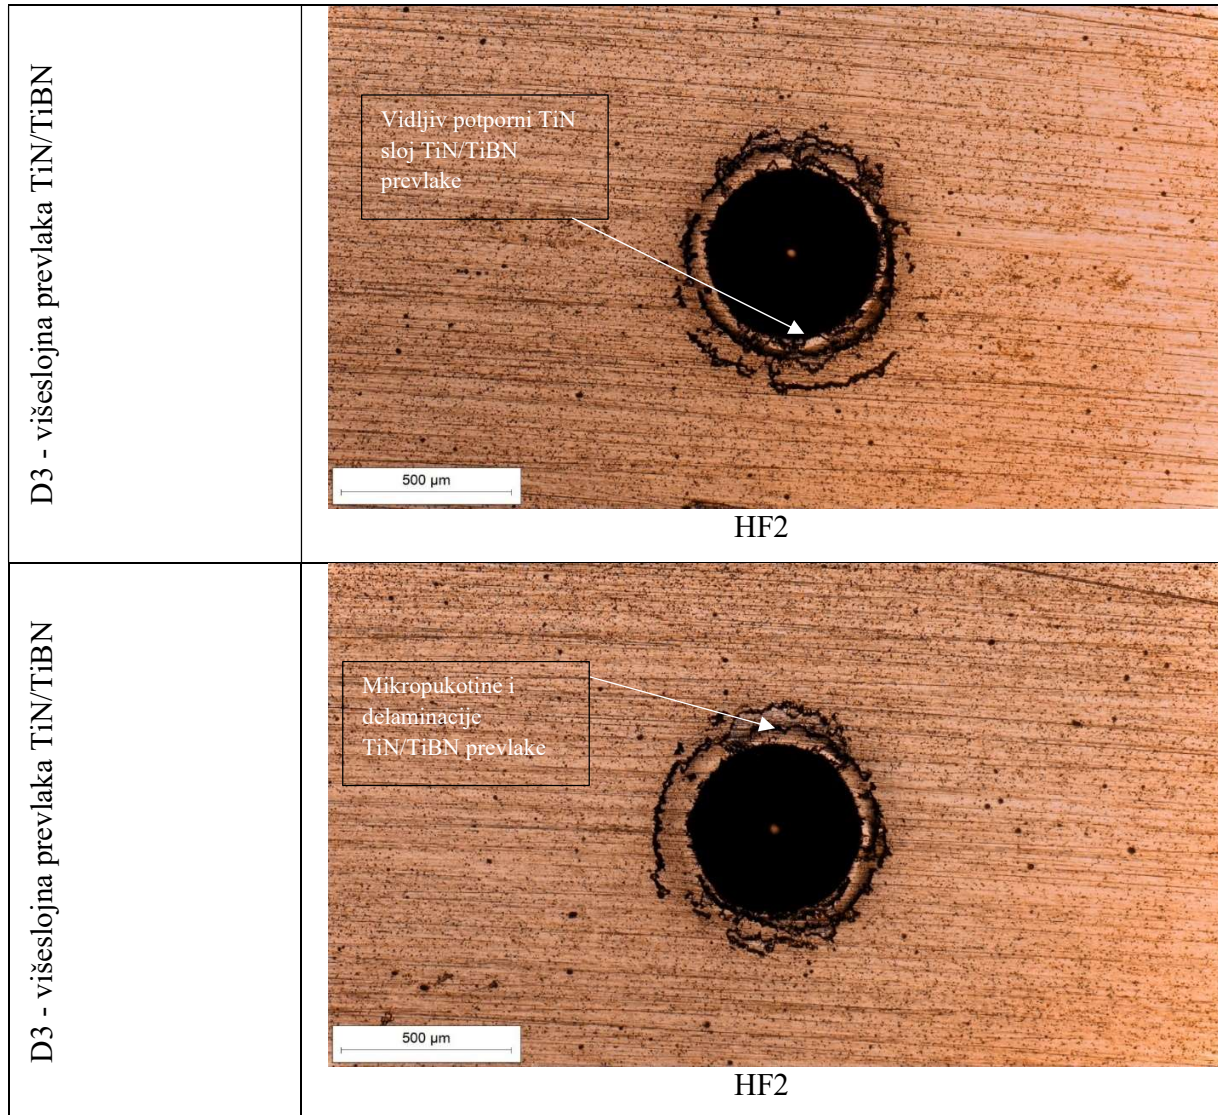 D3 - višeslojna prevlaka TiN/TiBN
Vidljiv potporni TiN
sloj TiN/TiBN
prevlake
500 µm
HF2
D3 - višeslojna prevlaka TiN/TiBN
Mikropukotine i
delaminacije
TiN/TiBN prevlake
500 µm
HF2